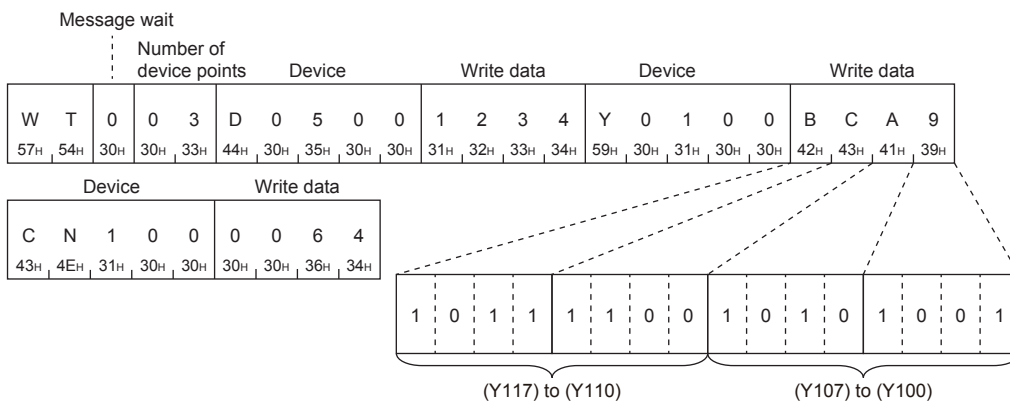 Message wait
Number of
device points Device Write data Device Write data
W T 0 0 3 D 0 5 0 0 1 2 3 4 Y 0 1 0 0 B C A 9
57H 54H 30H 30H 33H 44H 30H 35H 30H 30H 31H 32H 33H 34H 59H 30H 31H 30H 30H 42H 43H 41H 39H
Device Write data
C N 1 0 0 0 0 6 4
43H 4EH 31H 30H 30H 30H 30H 36H 34H
1 0 1 1 1 1 0 0 1 0 1 0 1 0 0 1
(Y117) to (Y110) (Y107) to (Y100)